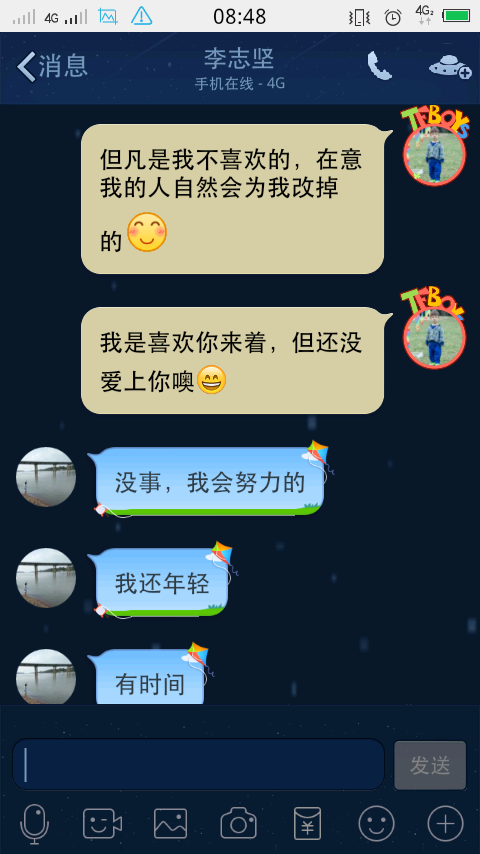 4G 08:48 4G₂
消息 李志坚
手机在线 - 4G
TFBOYS
但凡是我不喜欢的，在意
我的人自然会为我改掉
的
TFBOYS
我是喜欢你来着，但还没
爱上你噢
没事，我会努力的
我还年轻
有时间
发送
¥